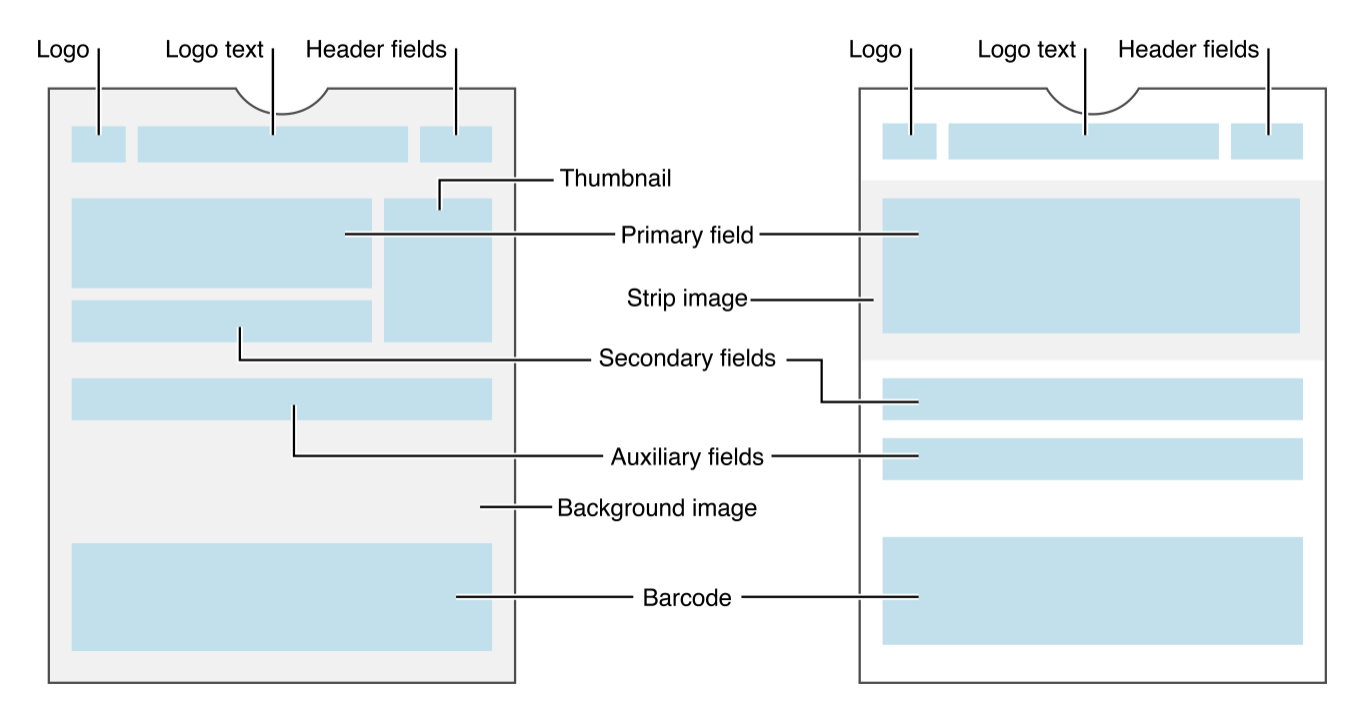 Logo
Logo text
Header fields
Logo
Logo text
Header fields
Thumbnail
Primary field
Strip image
Secondary fields
Auxiliary fields
Background image
Barcode